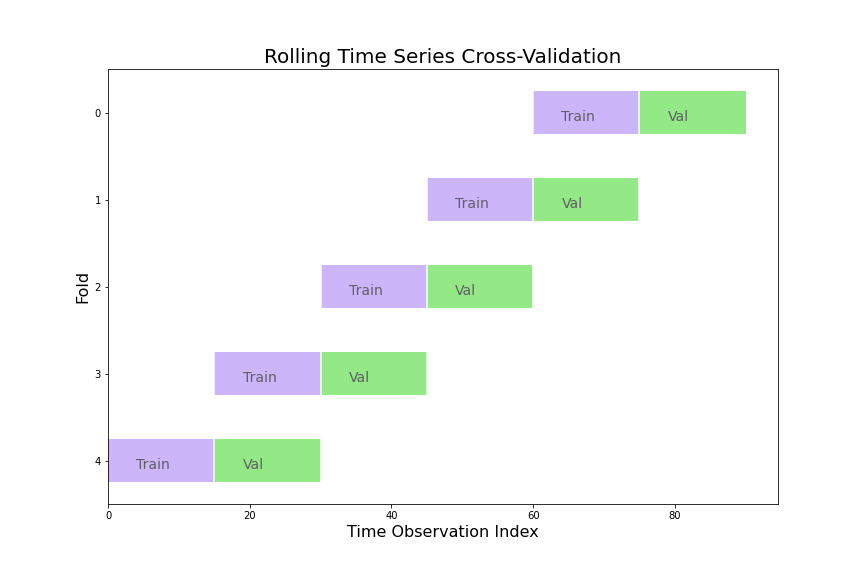 Rolling Time Series Cross-Validation
0
Train
Val
1
Train
Val
2
Train
Val
Fold
3
Train
Val
4
Train
Val
0
20
40
60
80
Time Observation Index